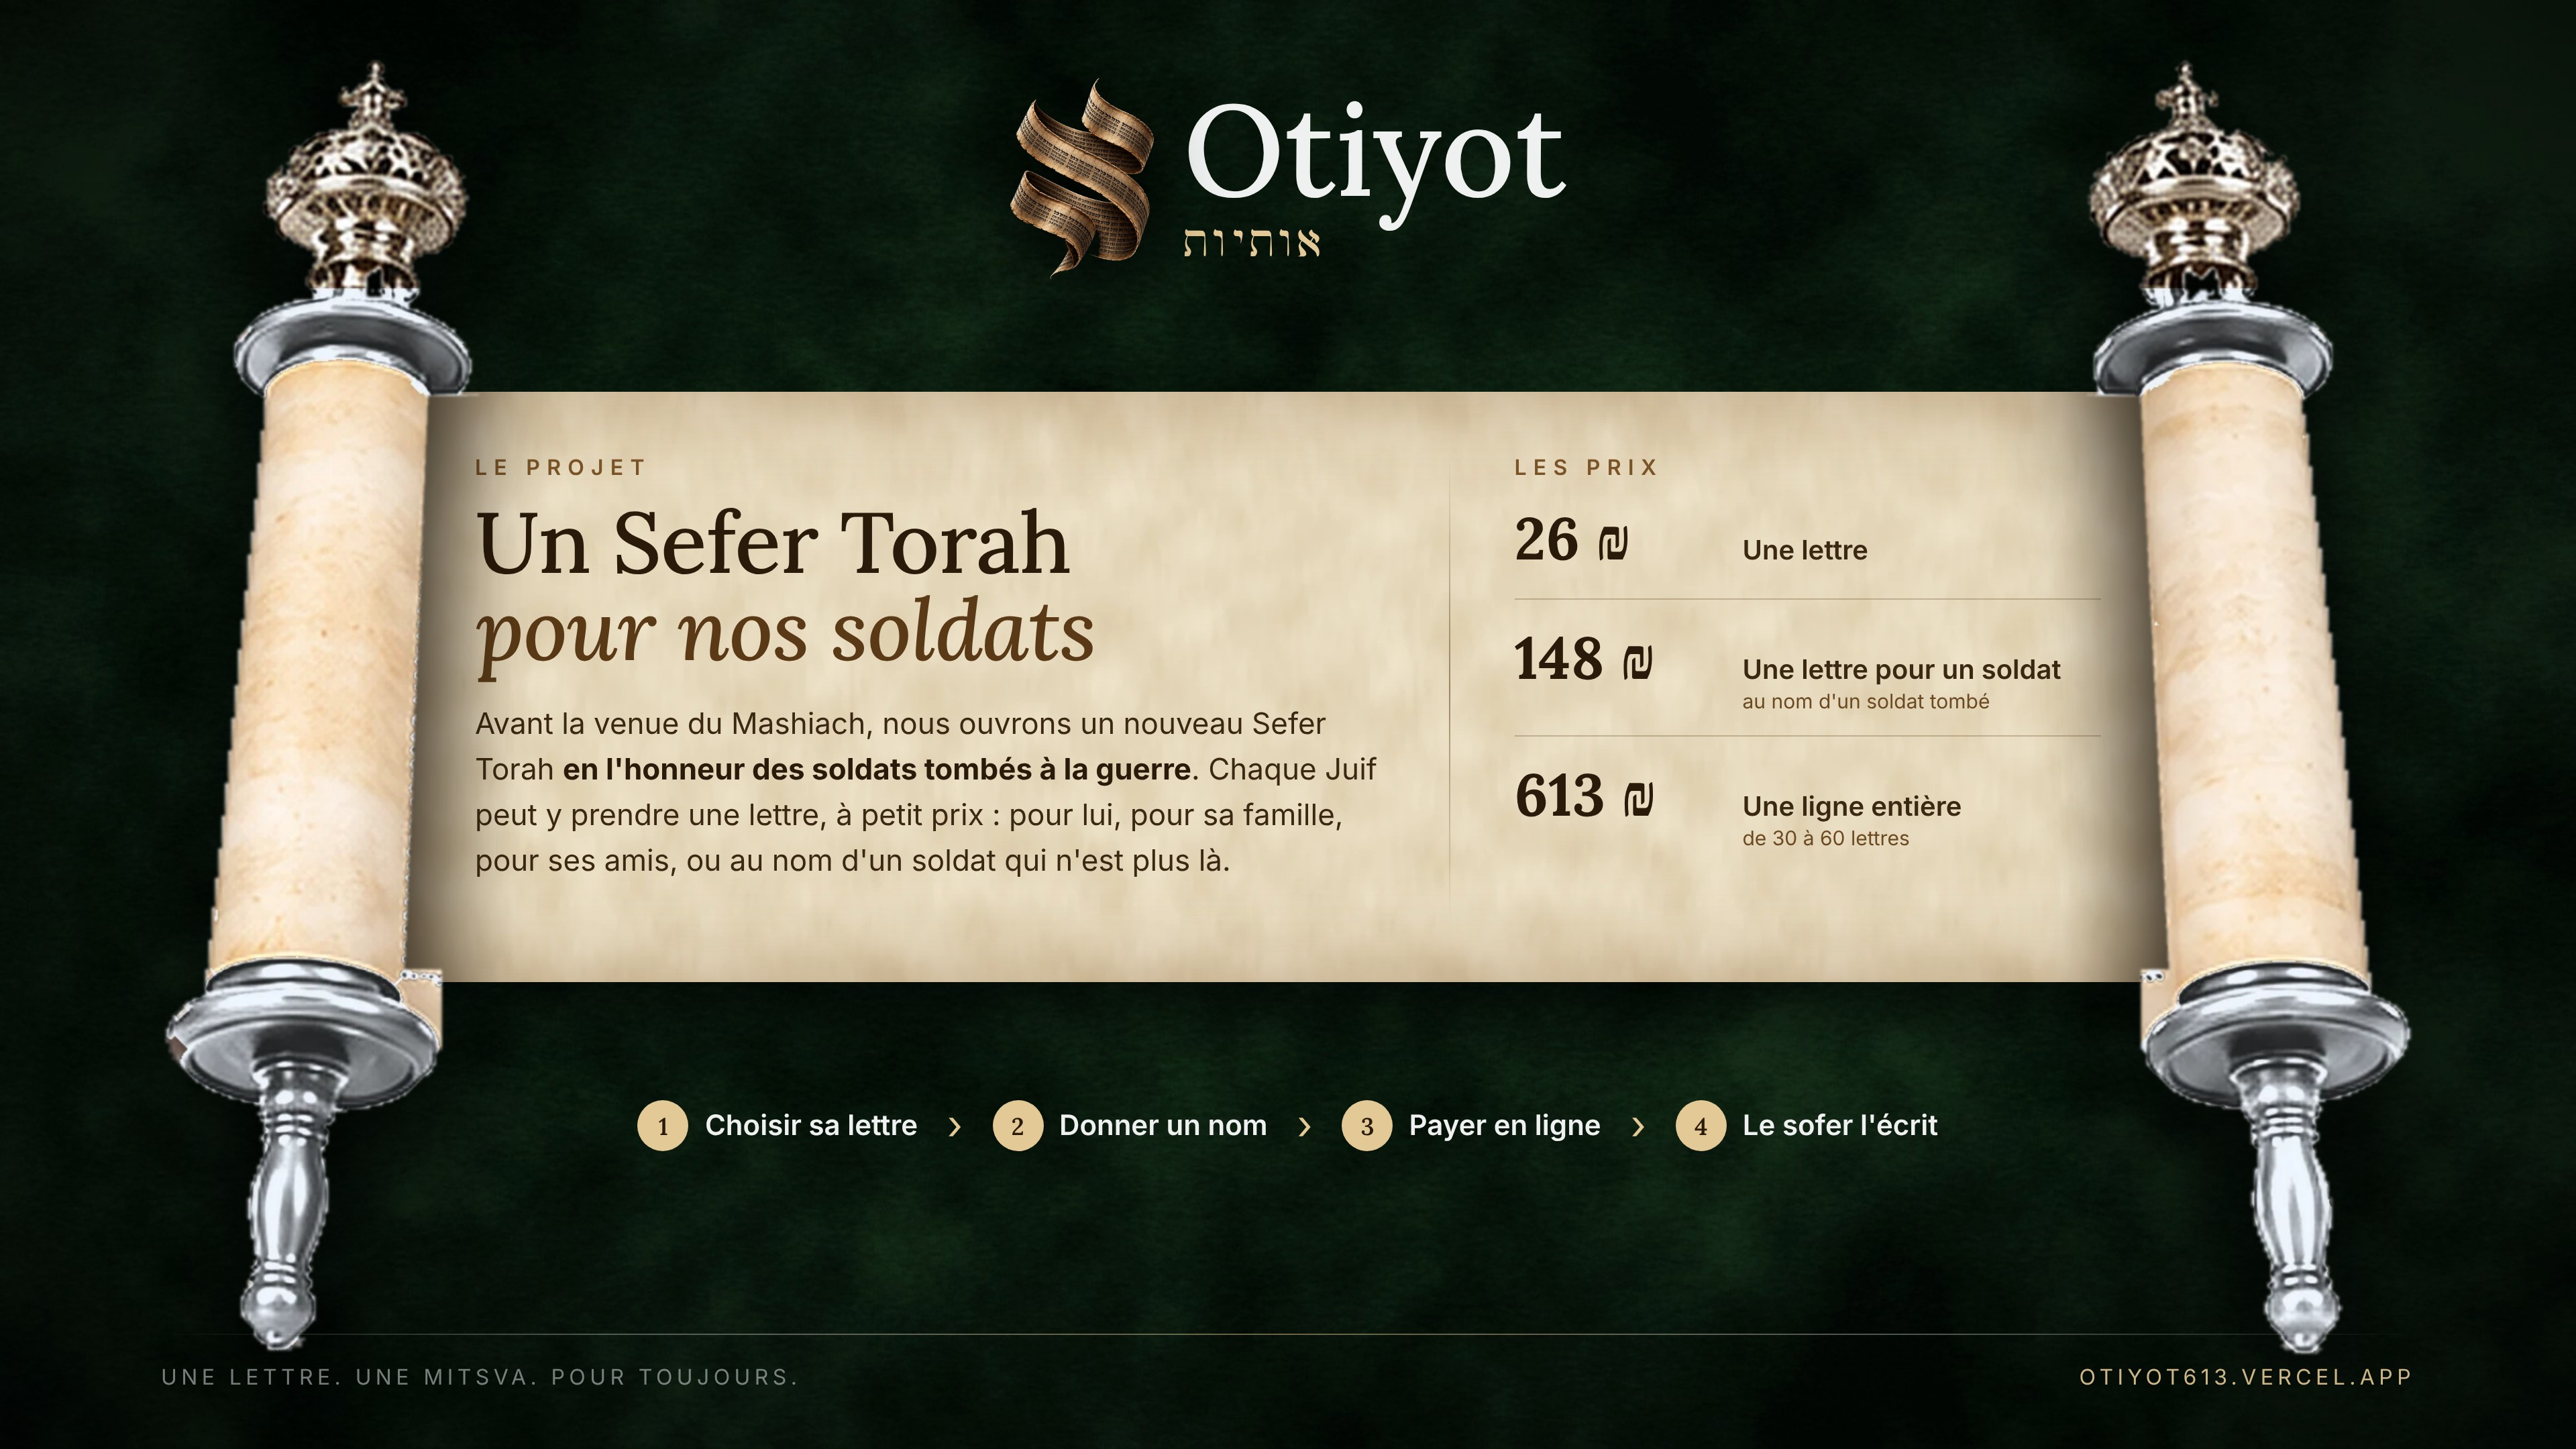 Otiyot
אותיות
LE PROJET
Un Sefer Torah
pour nos soldats
Avant la venue du Mashiach, nous ouvrons un nouveau Sefer
Torah en l'honneur des soldats tombés à la guerre. Chaque Juif
peut y prendre une lettre, à petit prix : pour lui, pour sa famille,
pour ses amis, ou au nom d'un soldat qui n'est plus là.
LES PRIX
26 ₪ Une lettre
148 ₪ Une lettre pour un soldat
au nom d'un soldat tombé
613 ₪ Une ligne entière
de 30 à 60 lettres
1 Choisir sa lettre › 2 Donner un nom › 3 Payer en ligne › 4 Le sofer l'écrit
UNE LETTRE. UNE MITSVA. POUR TOUJOURS.
OTIYOT613.VERCEL.APP